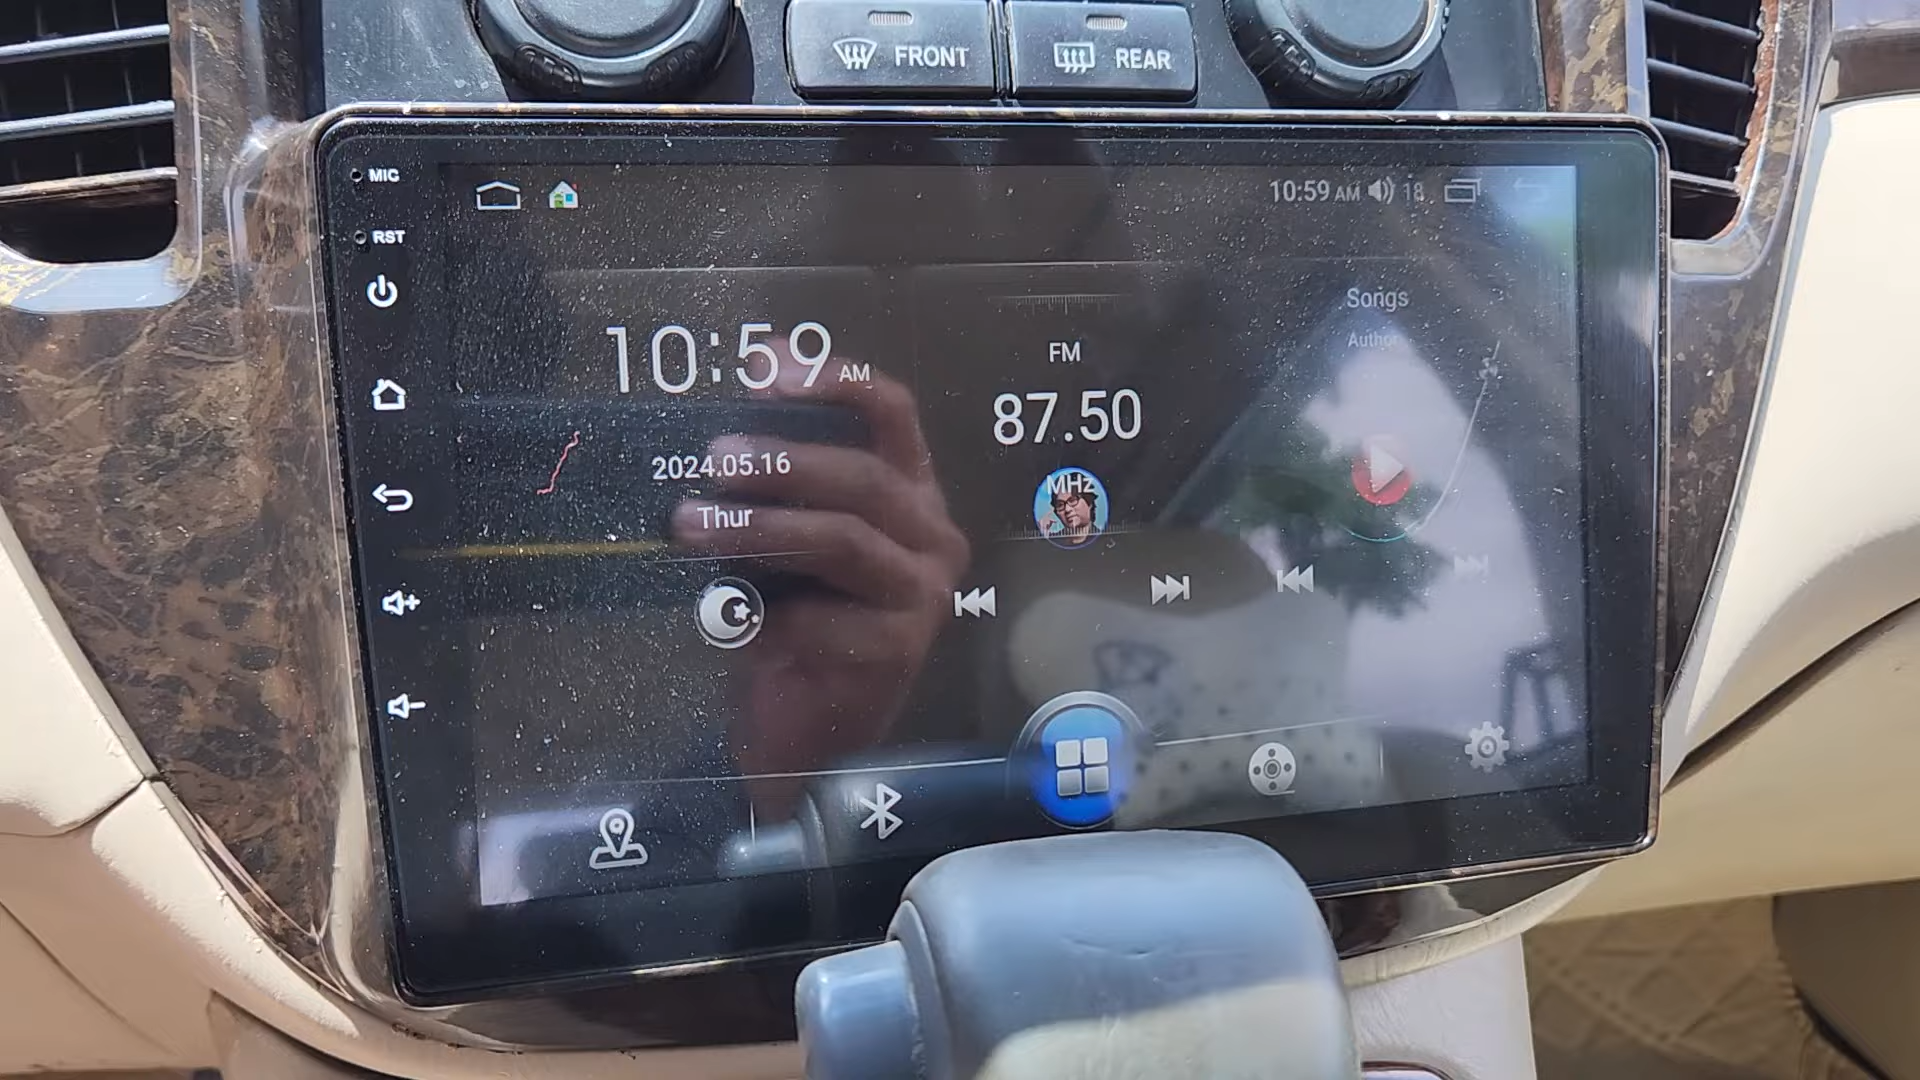 FRONT
REAR
MIC
RST
10:59 AM 18
10:59 AM
2024.05.16
Thur
FM
87.50
MHz
Songs
Author